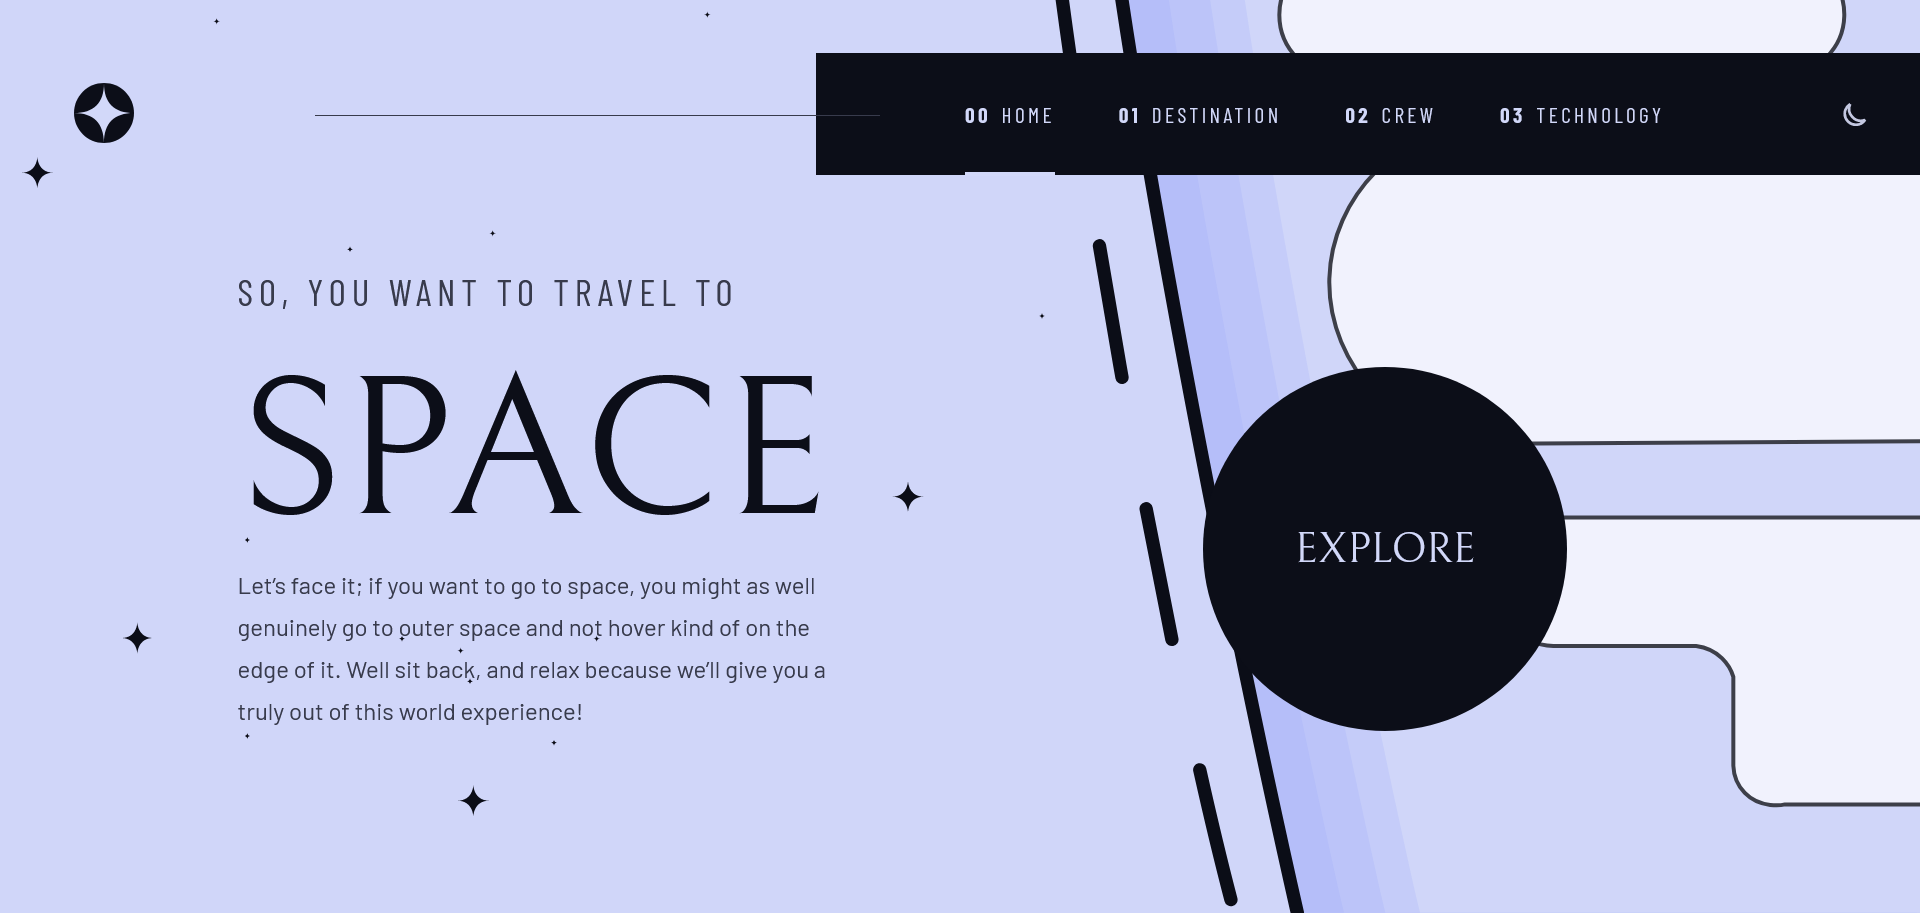 00 HOME
01 DESTINATION
02 CREW
03 TECHNOLOGY
SO, YOU WANT TO TRAVEL TO
SPACE
Let’s face it; if you want to go to space, you might as well
genuinely go to outer space and not hover kind of on the
edge of it. Well sit back, and relax because we’ll give you a
truly out of this world experience!
EXPLORE